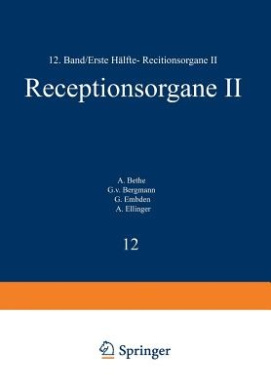 12. Band/Erste Hälfte- Recitionsorgane II
Receptionsorgane II
A. Bethe
G.v. Bergmann
G. Embden
A. Ellinger
12
Springer